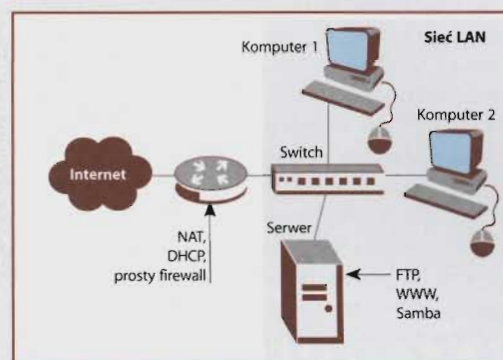 Sieć LAN
Komputer 1
Komputer 2
Switch
Internet
Serwer
NAT,
DHCP,
prosty firewall
FTP,
WWW,
Samba